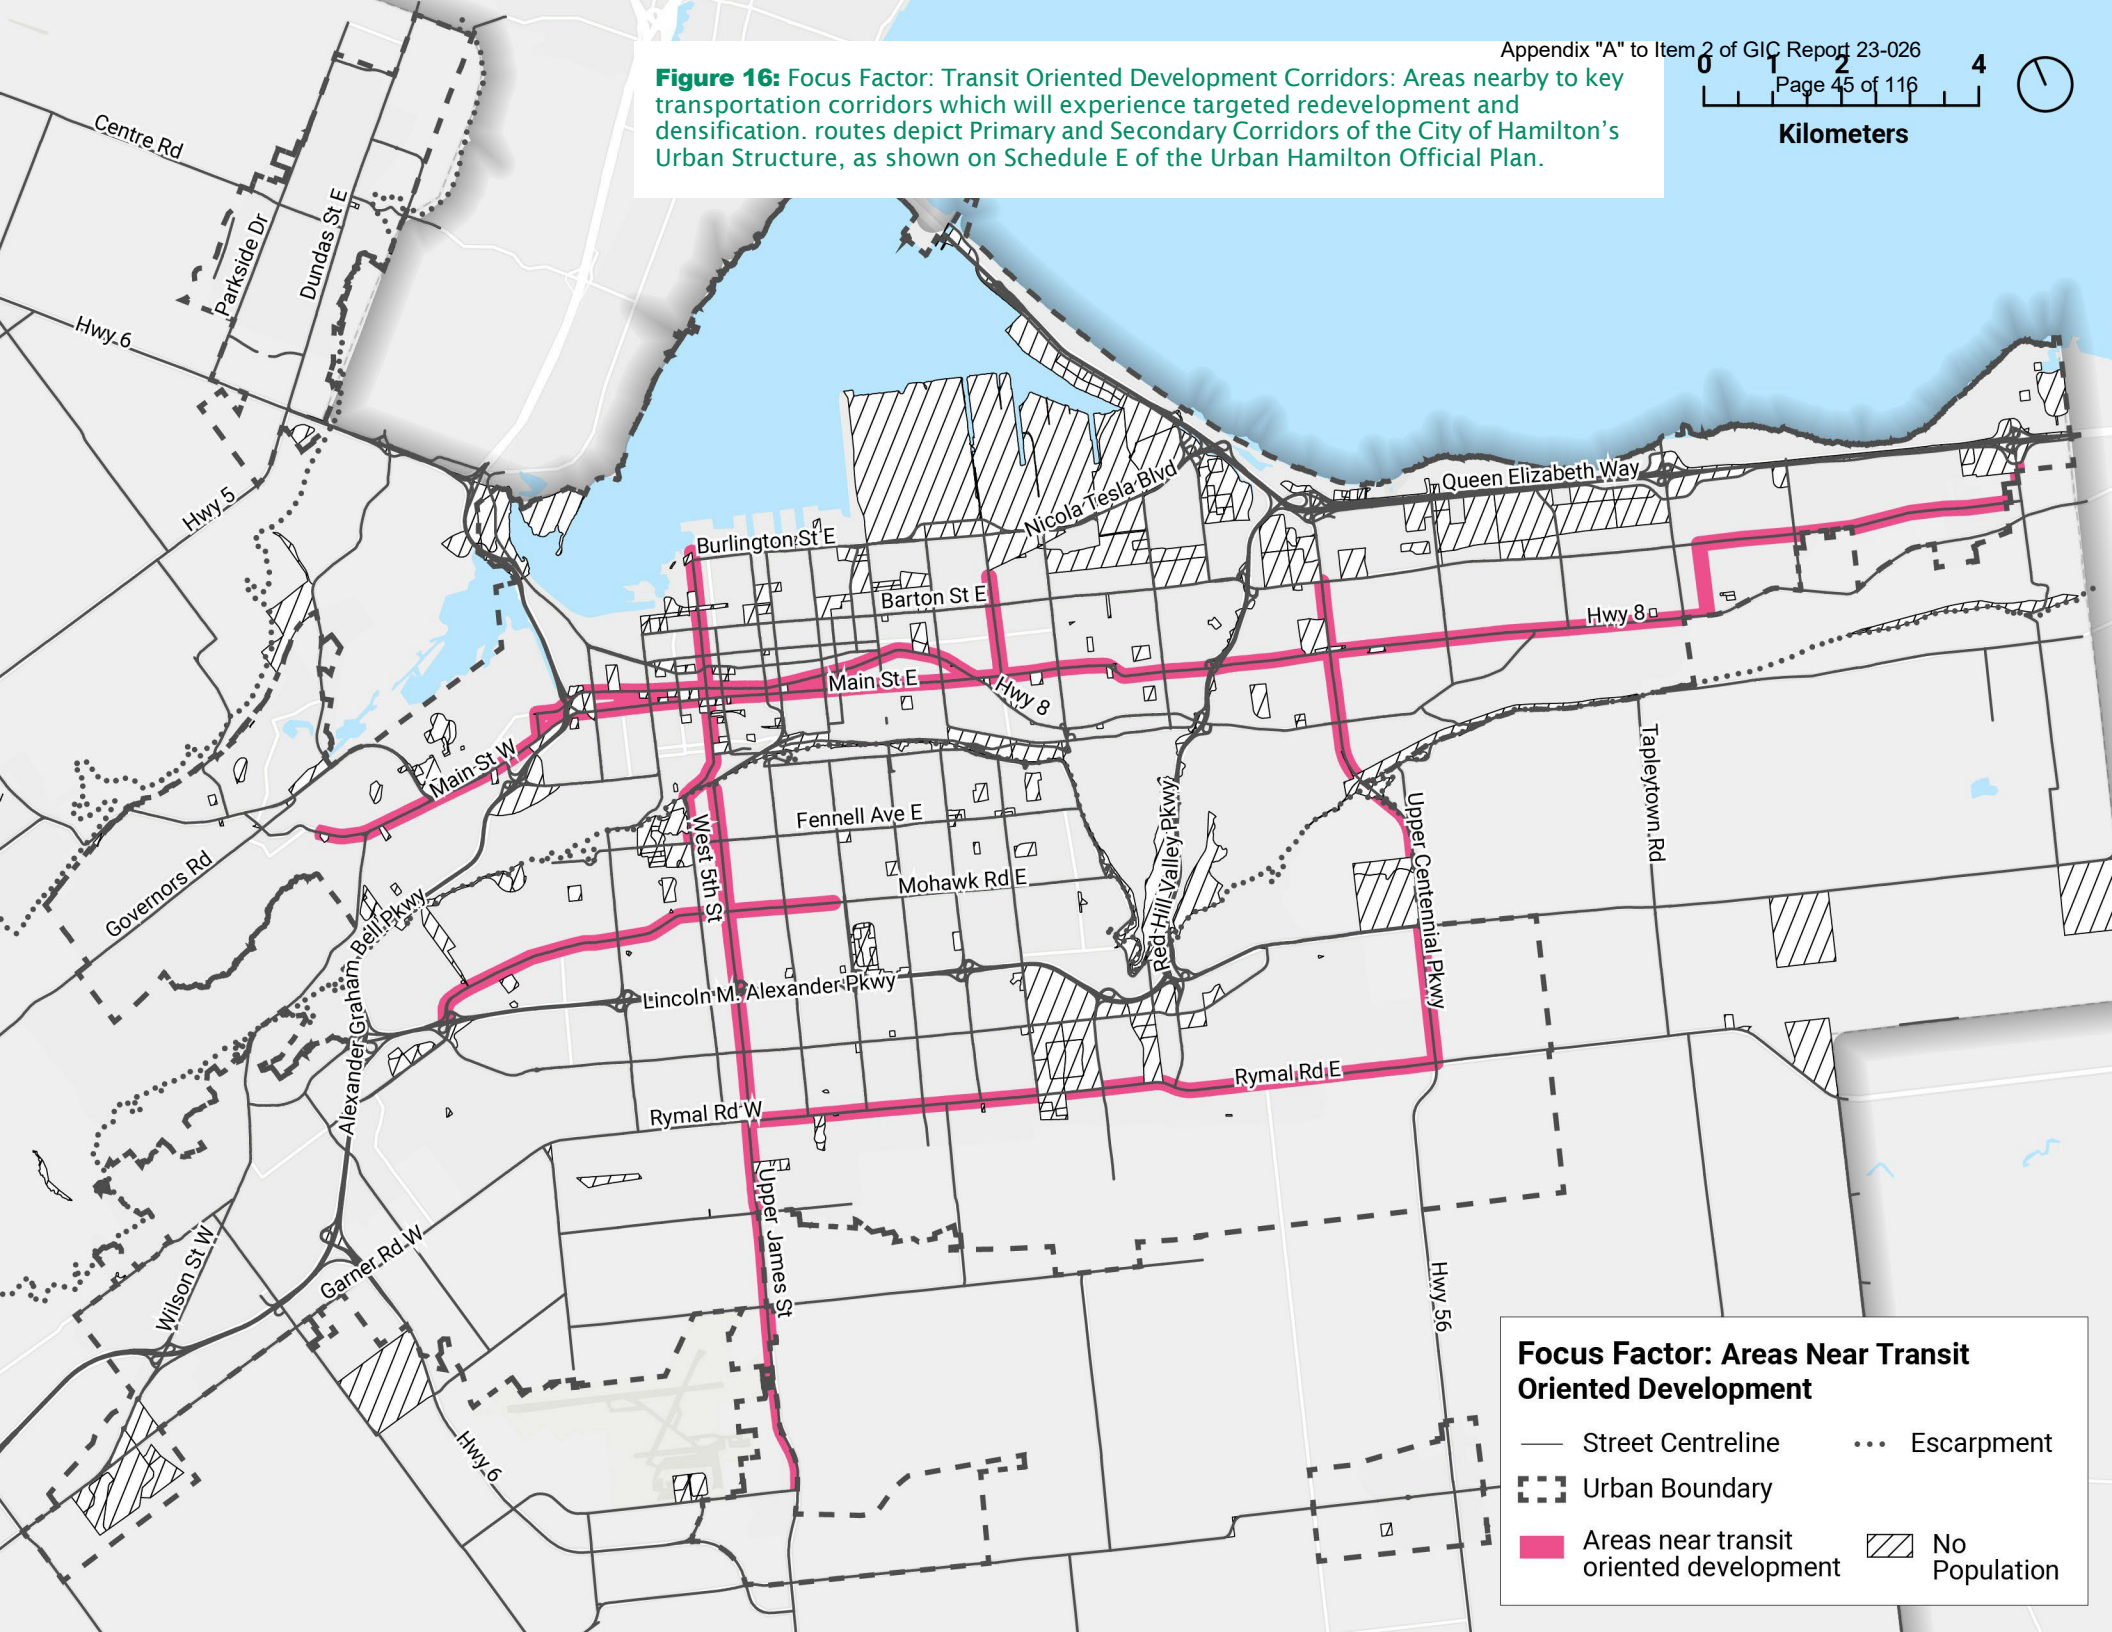 Appendix "A" to Item 2 of GIC Report 23-026
Page 45 of 116
Figure 16: Focus Factor: Transit Oriented Development Corridors: Areas nearby to key
transportation corridors which will experience targeted redevelopment and
densification. routes depict Primary and Secondary Corridors of the City of Hamilton’s
Urban Structure, as shown on Schedule E of the Urban Hamilton Official Plan.
0 1 2 4
Kilometers
Centre Rd
Parkside Dr
Dundas St E
Hwy 6
Hwy 5
Queen Elizabeth Way
Nicola Tesla Blvd
Burlington St E
Barton St E
Hwy 8
Main St E
Hwy 8
Main St W
Tapleytown Rd
Fennell Ave E
West 5th St
Red Hill Valley Pkwy
Upper Centennial Pkwy
Governors Rd
Mohawk Rd E
Alexander Graham Bell Pkwy
Lincoln M. Alexander Pkwy
Rymal Rd E
Rymal Rd W
Upper James St
Wilson St W
Garner Rd W
Hwy 56
Hwy 6
Focus Factor: Areas Near Transit
Oriented Development
Street Centreline
Escarpment
Urban Boundary
Areas near transit
oriented development
No
Population